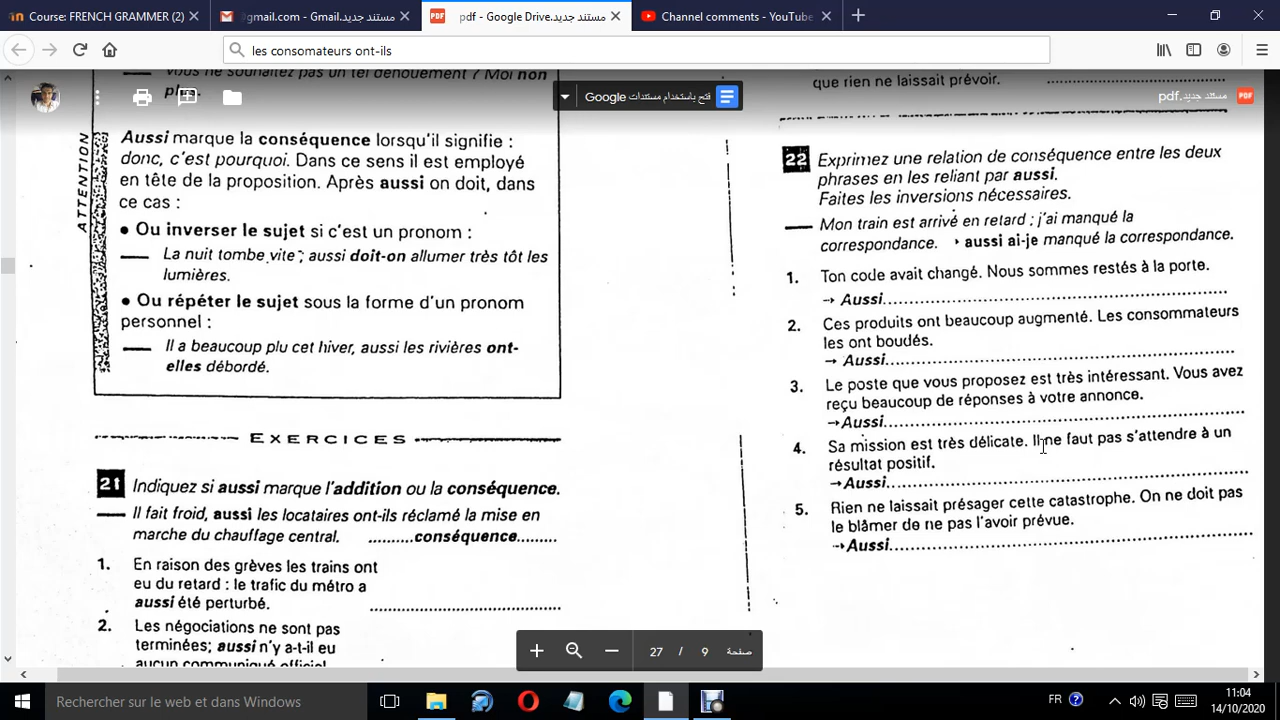 Course: FRENCH GRAMMER (2)
@gmail.com - Gmail.مستند جديد
pdf - Google Drive.مستند جديد
Channel comments - YouTube
les consomateurs ont-ils
vous ne souhaitez pas un tel dénouement ? Moi non
plus.
فتح باستخدام مستندات Google
مستند جديد.pdf
que rien ne laissait prévoir.
ATTENTION
Aussi marque la conséquence lorsqu'il signifie :
donc, c'est pourquoi. Dans ce sens il est employé
en tête de la proposition. Après aussi on doit, dans
ce cas :
• Ou inverser le sujet si c'est un pronom :
La nuit tombe vite ; aussi doit-on allumer très tôt les
lumières.
• Ou répéter le sujet sous la forme d'un pronom
personnel :
Il a beaucoup plu cet hiver, aussi les rivières ont-
elles débordé.
EXERCICES
21 Indiquez si aussi marque l'addition ou la conséquence.
Il fait froid, aussi les locataires ont-ils réclamé la mise en
marche du chauffage central. .........conséquence........
1. En raison des grèves les trains ont
eu du retard : le trafic du métro a
aussi été perturbé. ......................................
2. Les négociations ne sont pas
terminées; aussi n'y a-t-il eu
aucun communiqué officiel
22 Exprimez une relation de conséquence entre les deux
phrases en les reliant par aussi.
Faites les inversions nécessaires.
Mon train est arrivé en retard ; j'ai manqué la
correspondance. ‣ aussi ai-je manqué la correspondance.
1. Ton code avait changé. Nous sommes restés à la porte.
→ Aussi......................................................
2. Ces produits ont beaucoup augmenté. Les consommateurs
les ont boudés.
→ Aussi......................................................
3. Le poste que vous proposez est très intéressant. Vous avez
reçu beaucoup de réponses à votre annonce.
→ Aussi......................................................
4. Sa mission est très délicate. Il ne faut pas s'attendre à un
résultat positif.
→ Aussi......................................................
5. Rien ne laissait présager cette catastrophe. On ne doit pas
le blâmer de ne pas l'avoir prévue.
→ Aussi......................................................
صفحة 9 / 27
Rechercher ici dans Windows
FR
11:04
14/10/2020